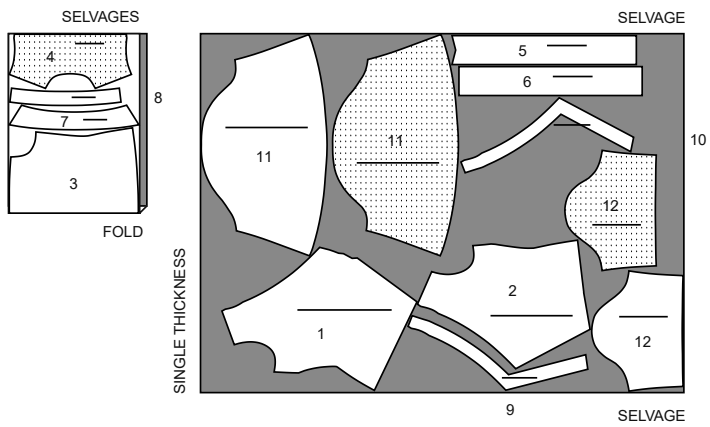 SELVAGES
4
8
7
3
FOLD
SELVAGE
5
6
10
11
11
12
2
1
12
SINGLE THICKNESS
9
SELVAGE